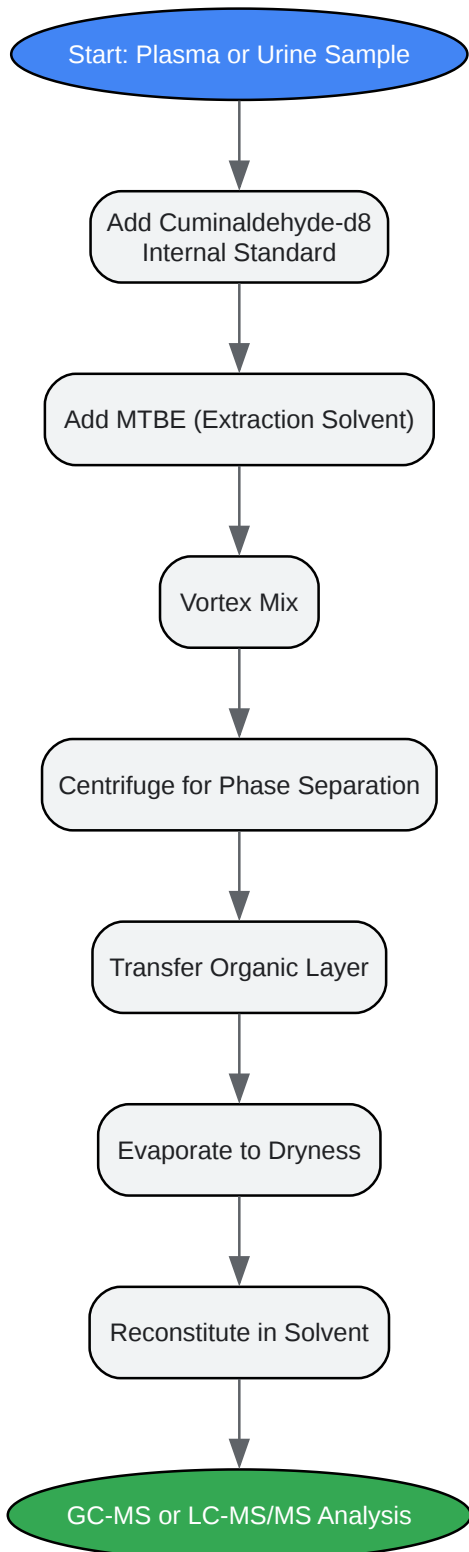 Start: Plasma or Urine Sample
Add Cuminaldehyde-d8
Internal Standard
Add MTBE (Extraction Solvent)
Vortex Mix
Centrifuge for Phase Separation
Transfer Organic Layer
Evaporate to Dryness
Reconstitute in Solvent
GC-MS or LC-MS/MS Analysis